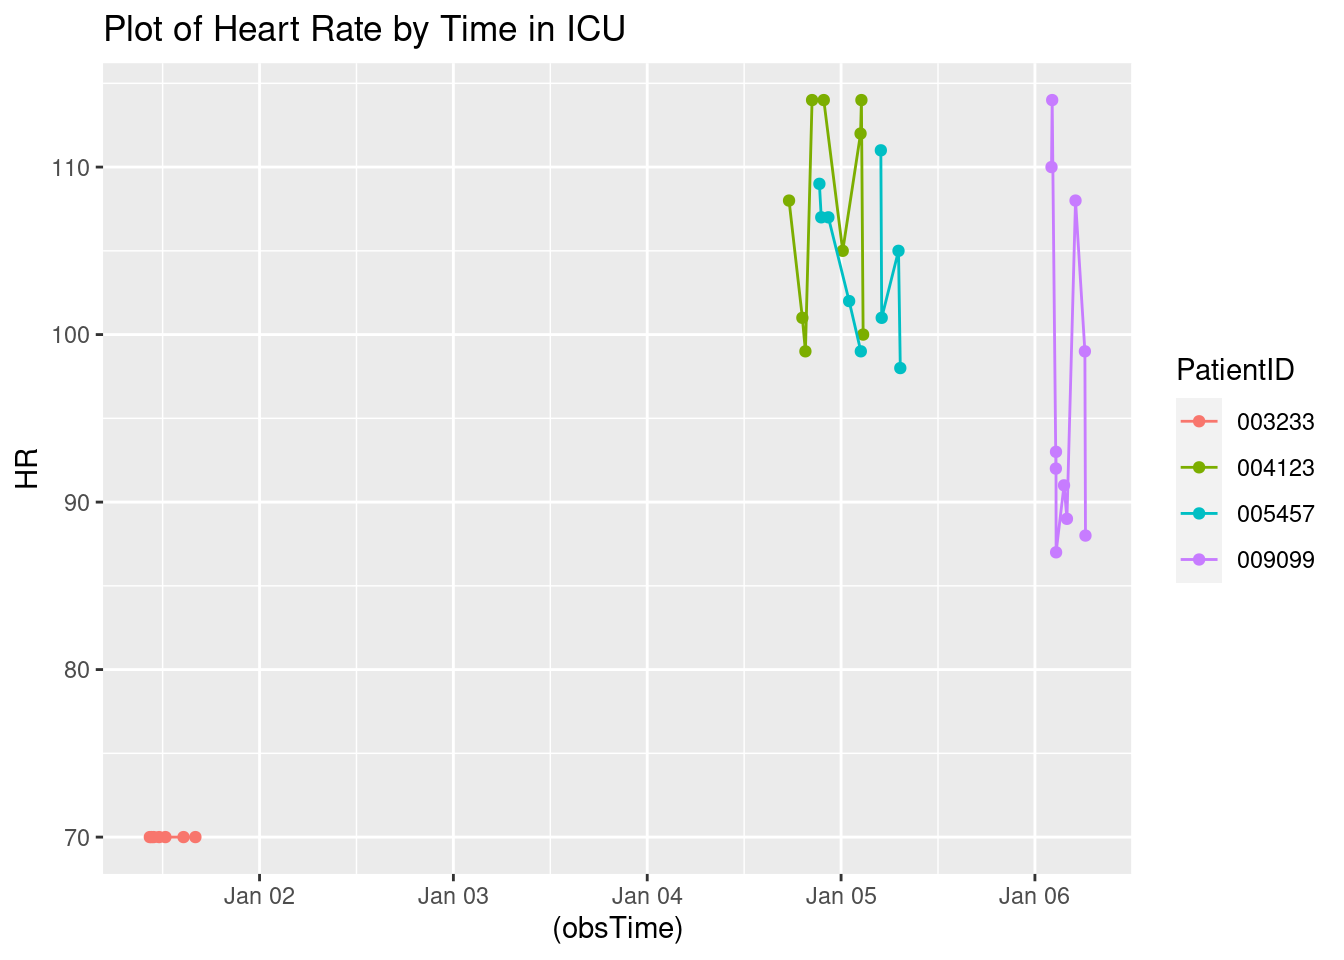 Plot of Heart Rate by Time in ICU
110
100
90
80
70
HR
Jan 02
Jan 03
Jan 04
Jan 05
Jan 06
(obsTime)
PatientID
003233
004123
005457
009099